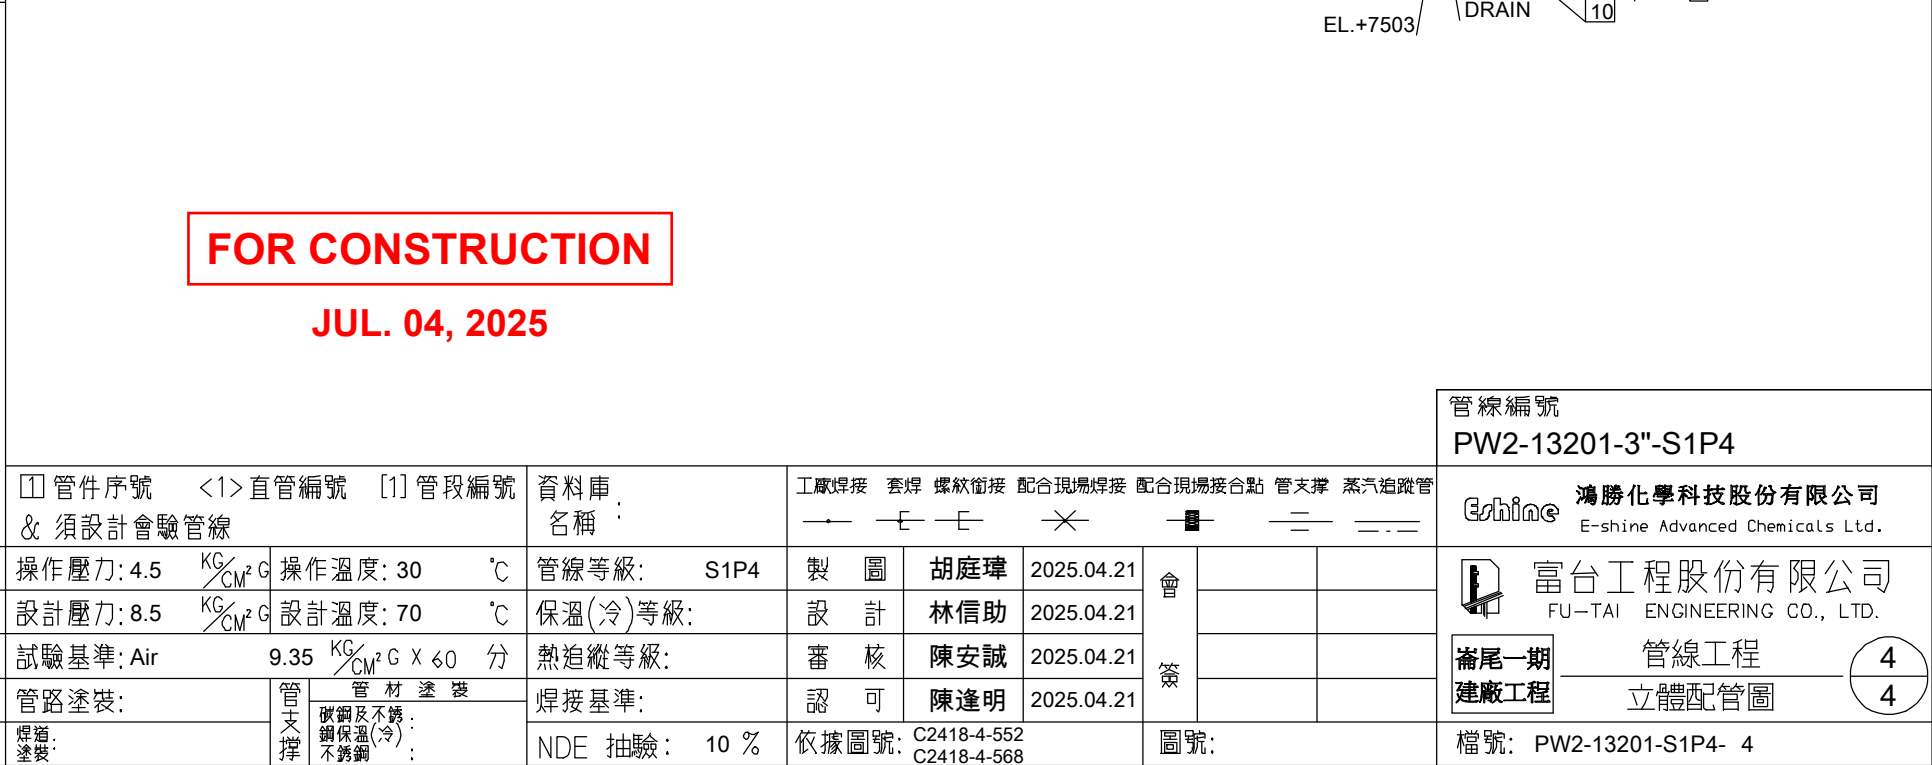 DRAIN
10
EL.+7503
FOR CONSTRUCTION
JUL. 04, 2025
管線編號
PW2-13201-3"-S1P4
1 管件序號 <1>直管編號 [1]管段編號
& 須設計會驗管線
資料庫名稱:
工廠焊接 套焊 螺紋銜接 配合現場焊接 配合現場接合點 管支撐 蒸汽追蹤管
Eshine 鴻勝化學科技股份有限公司
E-shine Advanced Chemicals Ltd.
操作壓力: 4.5 KG/CM² G 操作溫度: 30 °C 管線等級: S1P4 製圖 胡庭瑋 2025.04.21 會簽
設計壓力: 8.5 KG/CM² G 設計溫度: 70 °C 保溫(冷)等級: 設計 林信助 2025.04.21
試驗基準: Air 9.35 KG/CM² G X 60 分 熱追縱等級: 審核 陳安誠 2025.04.21
管路塗裝: 管支撐 管材塗裝 焊接基準: 認可 陳逢明 2025.04.21
碳鋼及不銹鋼保溫(冷):
不銹鋼:
焊道塗裝:
NDE 抽驗: 10 % 依據圖號: C2418-4-552
C2418-4-568
圖號:
富台工程股份有限公司
FU-TAI ENGINEERING CO., LTD.
崙尾一期
建廠工程
管線工程
立體配管圖
4
4
檔號: PW2-13201-S1P4- 4